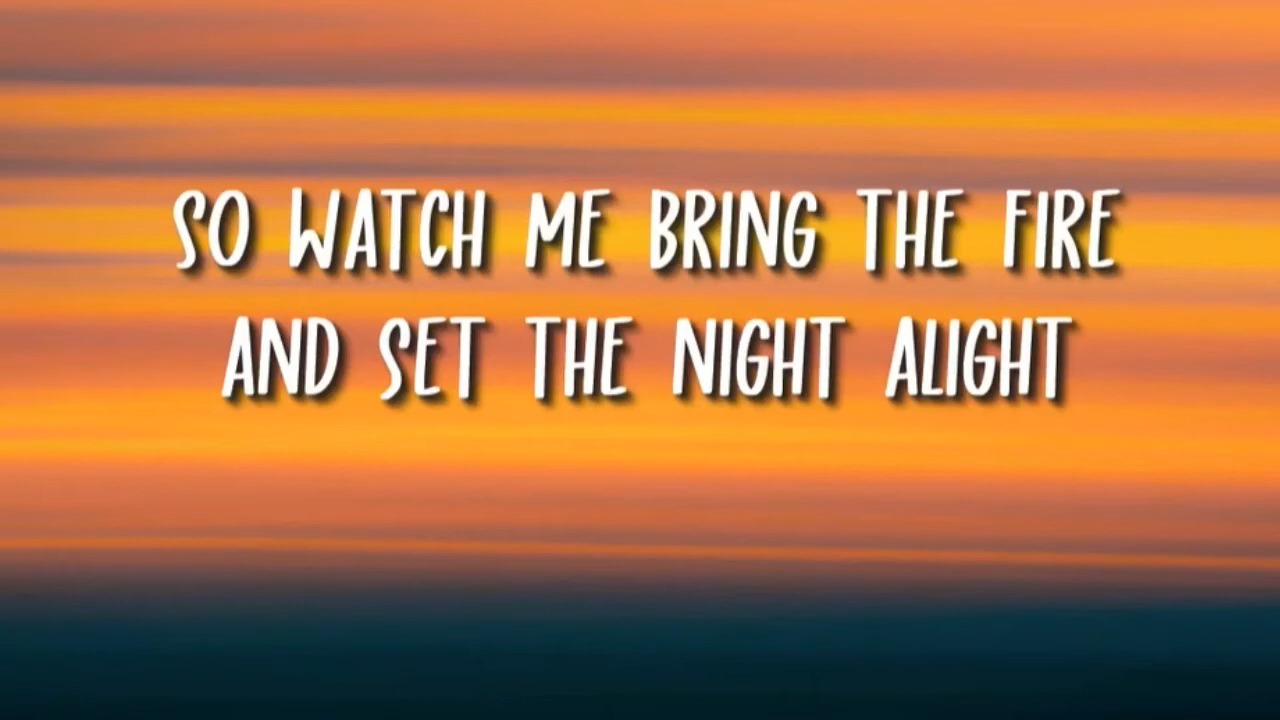 SO WATCH ME BRING THE FIRE
AND SET THE NIGHT ALIGHT